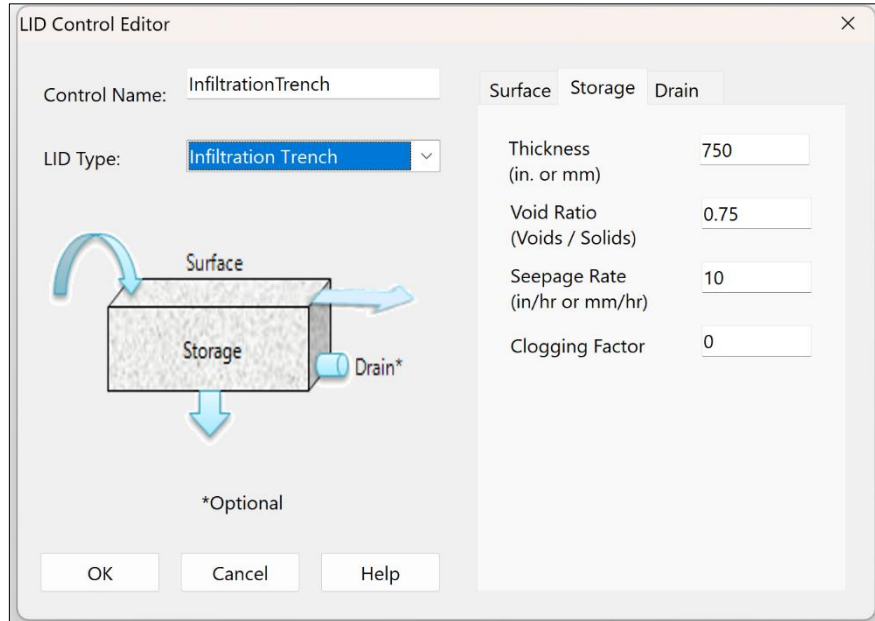 LID Control Editor
Control Name:
InfiltrationTrench
LID Type:
Infiltration Trench
Surface
Storage
Drain*
*Optional
OK
Cancel
Help
Surface
Storage
Drain
Thickness
(in. or mm)
750
Void Ratio
(Voids / Solids)
0.75
Seepage Rate
(in/hr or mm/hr)
10
Clogging Factor
0